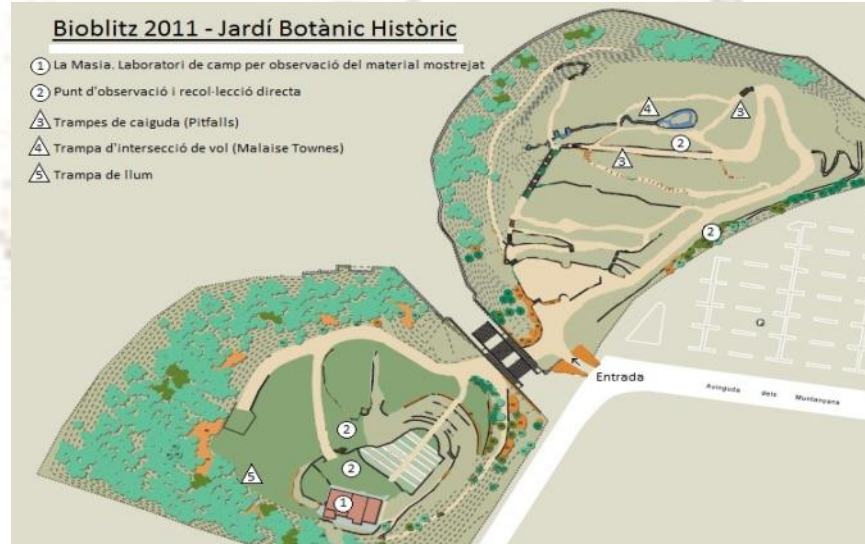 Bioblitz 2011 - Jardí Botànic Històric
1 La Masia. Laboratori de camp per observació del material mostrejat
2 Punt d'observació i recol·lecció directa
3 Trampes de caiguda (Pitfalls)
4 Trampa d'intersecció de vol (Malaise Townes)
5 Trampa de llum
4
3
2
3
2
Entrada
Avinguda dels Muntanyans
2
2
5
1